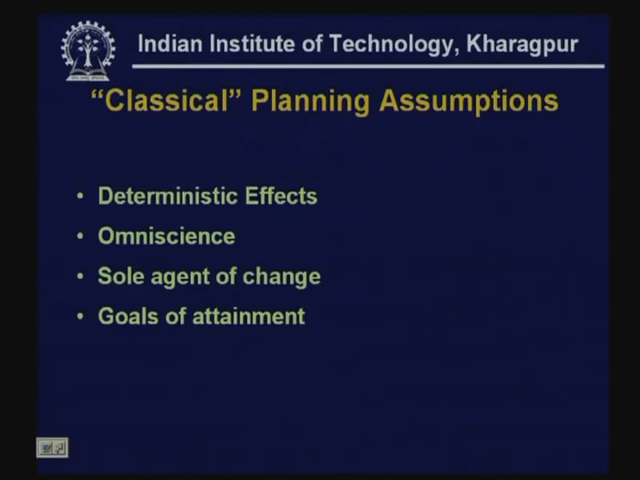 Indian Institute of Technology, Kharagpur
“Classical” Planning Assumptions
• Deterministic Effects
• Omniscience
• Sole agent of change
• Goals of attainment